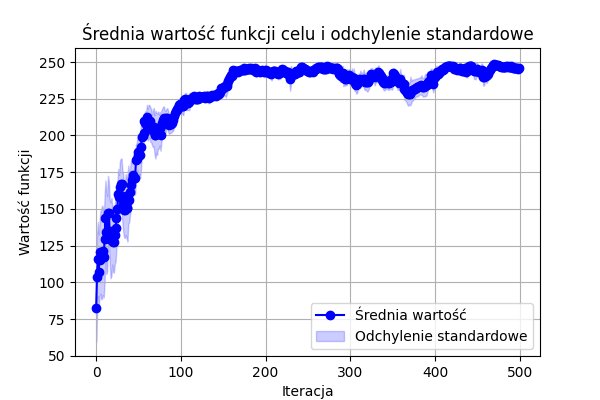 Średnia wartość funkcji celu i odchylenie standardowe
250
225
200
175
150
125
100
75
50
Wartość funkcji
0 100 200 300 400 500
Iteracja
Średnia wartość
Odchylenie standardowe